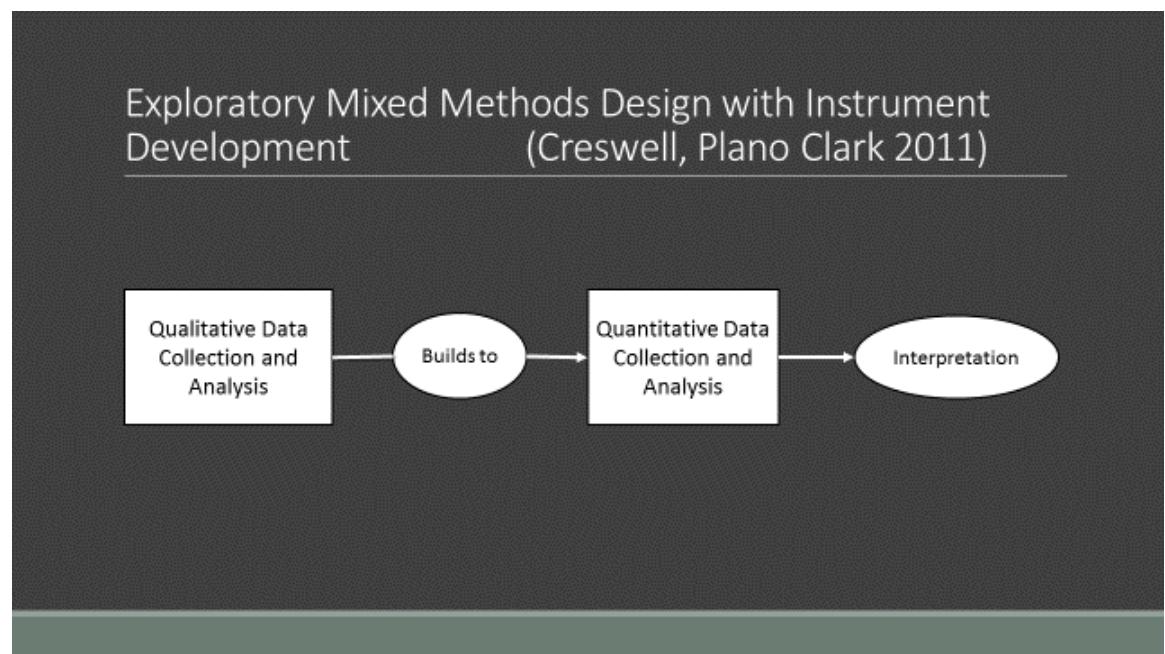 Exploratory Mixed Methods Design with Instrument
Development (Creswell, Plano Clark 2011)
Qualitative Data
Collection and
Analysis
Builds to
Quantitative Data
Collection and
Analysis
Interpretation